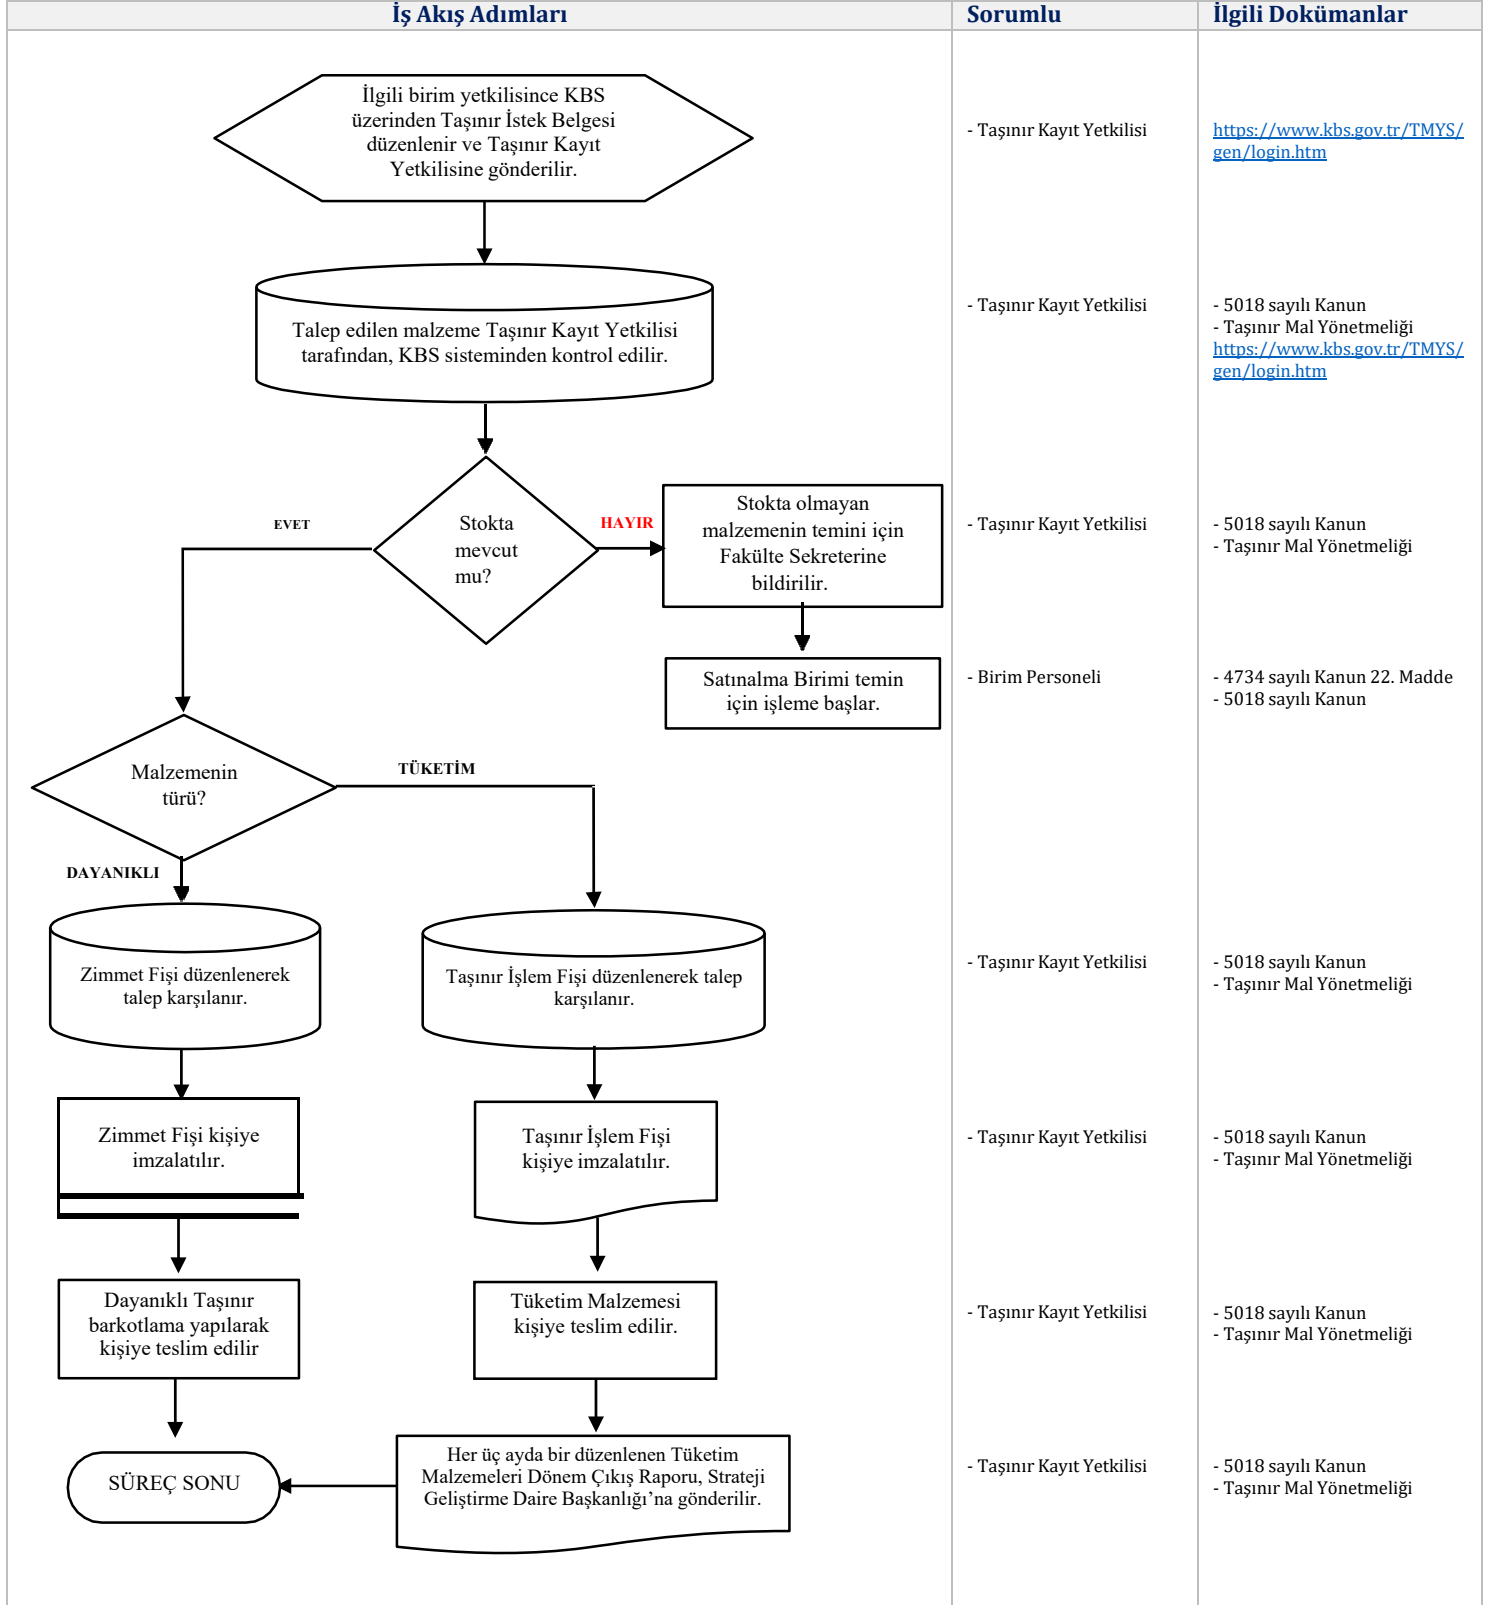 İş Akış Adımları
Sorumlu
İlgili Dokümanlar
İlgili birim yetkilisince KBS
üzerinden Taşınır İstek Belgesi
düzenlenir ve Taşınır Kayıt
Yetkilisine gönderilir.
- Taşınır Kayıt Yetkilisi
https://www.kbs.gov.tr/TMYS/
gen/login.htm
Talep edilen malzeme Taşınır Kayıt Yetkilisi
tarafından, KBS sisteminden kontrol edilir.
- Taşınır Kayıt Yetkilisi
- 5018 sayılı Kanun
- Taşınır Mal Yönetmeliği
https://www.kbs.gov.tr/TMYS/
gen/login.htm
EVET
Stokta
mevcut
mu?
HAYIR
Stokta olmayan
malzemenin temini için
Fakülte Sekreterine
bildirilir.
- Taşınır Kayıt Yetkilisi
- 5018 sayılı Kanun
- Taşınır Mal Yönetmeliği
Satınalma Birimi temin
için işleme başlar.
- Birim Personeli
- 4734 sayılı Kanun 22. Madde
- 5018 sayılı Kanun
Malzemenin
türü?
TÜKETİM
DAYANIKLI
Zimmet Fişi düzenlenerek
talep karşılanır.
Taşınır İşlem Fişi düzenlenerek talep
karşılanır.
- Taşınır Kayıt Yetkilisi
- 5018 sayılı Kanun
- Taşınır Mal Yönetmeliği
Zimmet Fişi kişiye
imzalatılır.
Taşınır İşlem Fişi
kişiye imzalatılır.
- Taşınır Kayıt Yetkilisi
- 5018 sayılı Kanun
- Taşınır Mal Yönetmeliği
Dayanıklı Taşınır
barkotlama yapılarak
kişiye teslim edilir
Tüketim Malzemesi
kişiye teslim edilir.
- Taşınır Kayıt Yetkilisi
- 5018 sayılı Kanun
- Taşınır Mal Yönetmeliği
SÜREÇ SONU
Her üç ayda bir düzenlenen Tüketim
Malzemeleri Dönem Çıkış Raporu, Strateji
Geliştirme Daire Başkanlığı’na gönderilir.
- Taşınır Kayıt Yetkilisi
- 5018 sayılı Kanun
- Taşınır Mal Yönetmeliği